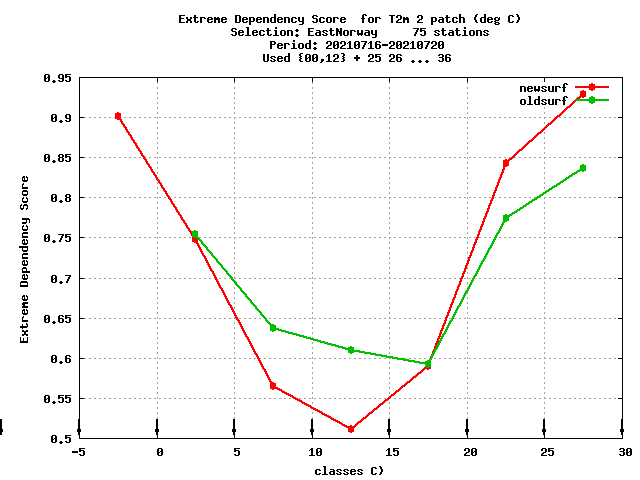 Extreme Dependency Score  for T2m 2 patch (deg C)
Selection: EastNorway     75 stations
Period: 20210716-20210720
Used {00,12} + 25 26 ... 36
newsurf
oldsurf
0.95
0.9
0.85
0.8
0.75
0.7
0.65
0.6
0.55
0.5
Extreme Dependency Score
-5 0 5 10 15 20 25 30
classes C)